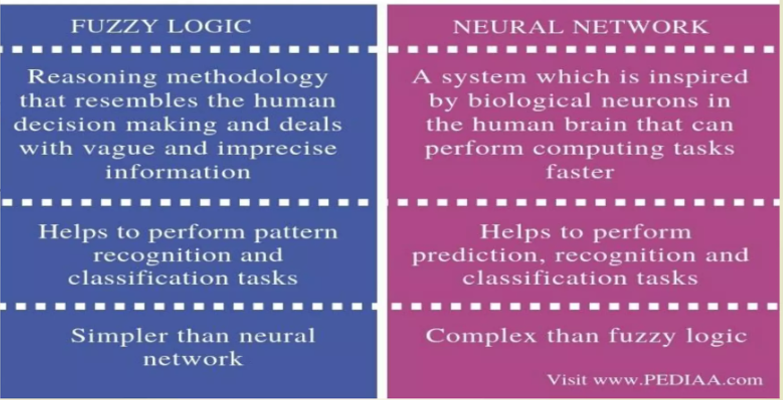 FUZZY LOGIC
Reasoning methodology
that resembles the human
decision making and deals
with vague and imprecise
information
Helps to perform pattern
recognition and
classification tasks
Simpler than neural
network
NEURAL NETWORK
A system which is inspired
by biological neurons in
the human brain that can
perform computing tasks
faster
Helps to perform
prediction, recognition and
classification tasks
Complex than fuzzy logic
Visit www.PEDIAA.com